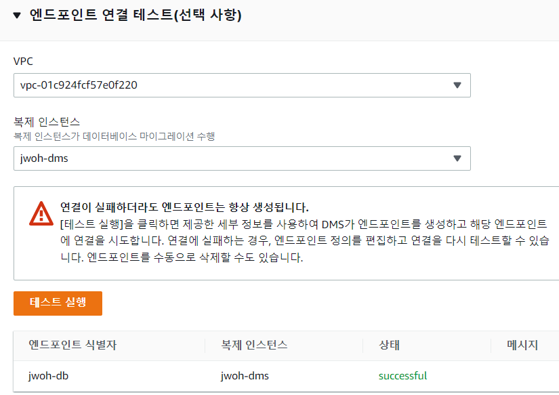 ▼ 엔드포인트 연결 테스트(선택 사항)
VPC
vpc-01c924fcf57e0f220
복제 인스턴스
복제 인스턴스가 데이터베이스 마이그레이션 수행
jwoh-dms
연결이 실패하더라도 엔드포인트는 항상 생성됩니다.
[테스트 실행]을 클릭하면 제공한 세부 정보를 사용하여 DMS가 엔드포인트를 생성하고 해당 엔드포인트
에 연결을 시도합니다. 연결에 실패하는 경우, 엔드포인트 정의를 편집하고 연결을 다시 테스트할 수 있습
니다. 엔드포인트를 수동으로 삭제할 수도 있습니다.
테스트 실행
엔드포인트 식별자 복제 인스턴스 상태 메시지
jwoh-db jwoh-dms successful